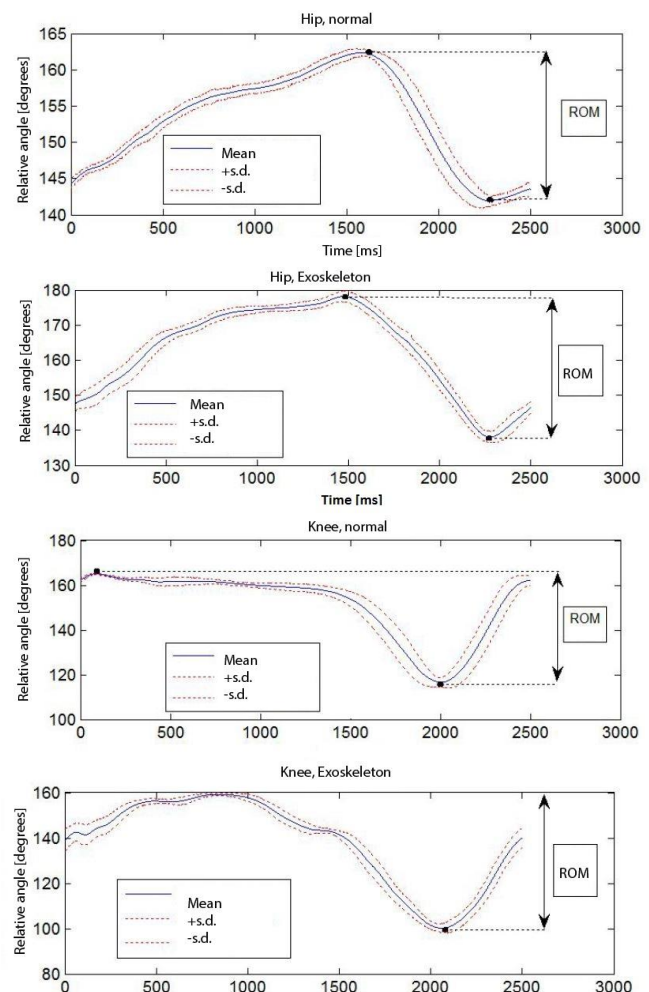 Hip, normal
165
160
155
150
145
140
Relative angle [degrees]
Mean
+s.d.
-s.d.
ROM
0 500 1000 1500 2000 2500 3000
Time [ms]
Hip, Exoskeleton
180
170
160
150
140
130
Relative angle [degrees]
Mean
+s.d.
-s.d.
ROM
0 500 1000 1500 2000 2500 3000
Time [ms]
Knee, normal
180
160
140
120
100
Relative angle [degrees]
Mean
+s.d.
-s.d.
ROM
0 500 1000 1500 2000 2500 3000
Knee, Exoskeleton
160
140
120
100
80
Relative angle [degrees]
Mean
+s.d.
-s.d.
ROM
0 500 1000 1500 2000 2500 3000